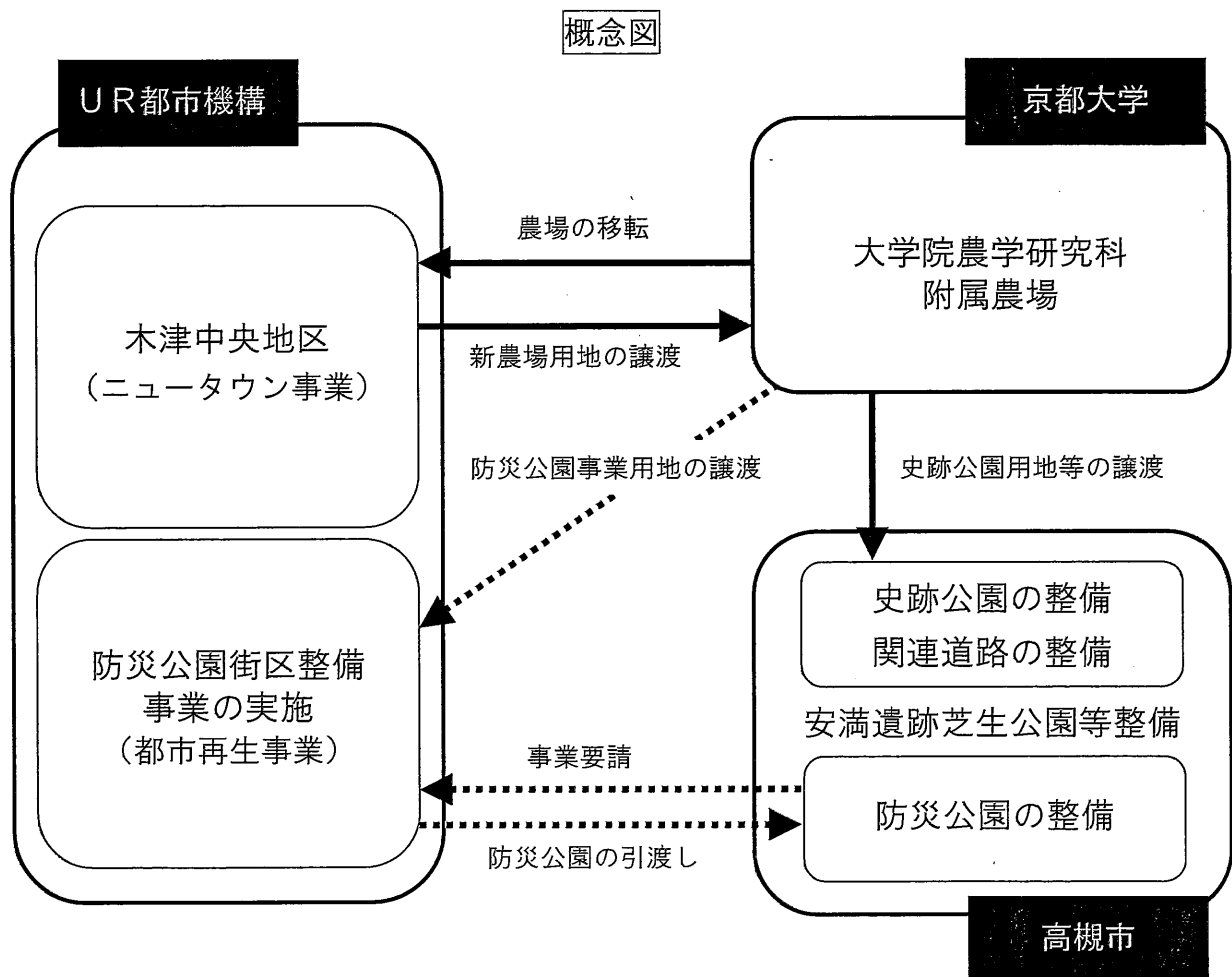 概念図
UR都市機構
京都大学
農場の移転
大学院農学研究科
附属農場
木津中央地区
(ニュータウン事業)
新農場用地の譲渡
防災公園事業用地の譲渡
史跡公園用地等の譲渡
史跡公園の整備
関連道路の整備
防災公園街区整備
事業の実施
(都市再生事業)
安満遺跡芝生公園等整備
事業要請
防災公園の整備
防災公園の引渡し
高槻市